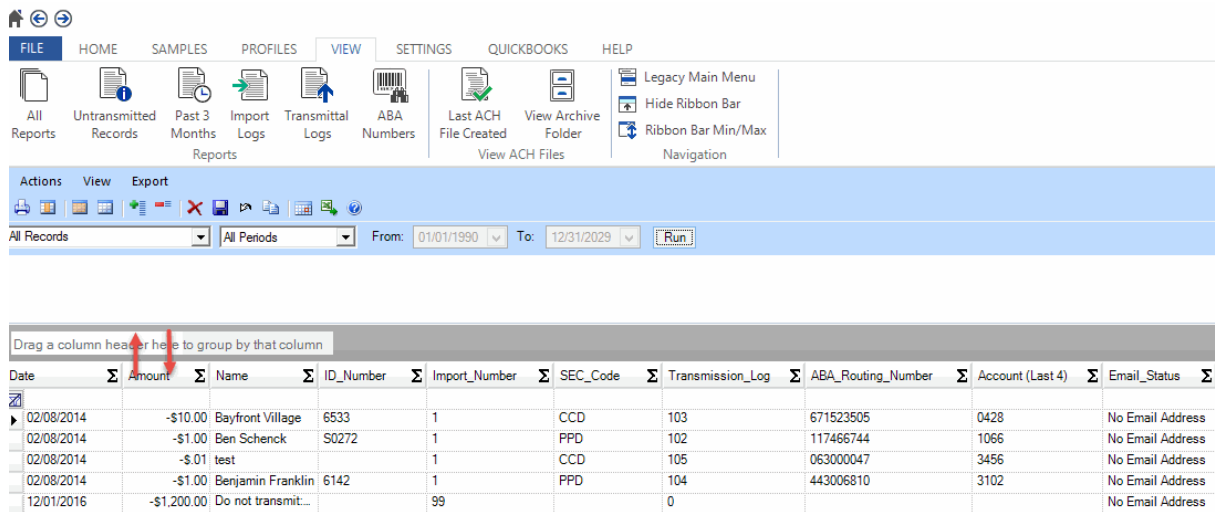 FILE HOME SAMPLES PROFILES VIEW SETTINGS QUICKBOOKS HELP
All Reports
Untransmitted Records
Past 3 Months
Import Logs
Transmittal Logs
ABA Numbers
Reports
Last ACH File Created
View Archive Folder
View ACH Files
Legacy Main Menu
Hide Ribbon Bar
Ribbon Bar Min/Max
Navigation
Actions View Export
All Records All Periods From: 01/01/1990 To: 12/31/2029 Run
Drag a column header here to group by that column
Date Σ Amount Σ Name Σ ID_Number Σ Import_Number Σ SEC_Code Σ Transmission_Log Σ ABA_Routing_Number Σ Account (Last 4) Σ Email_Status Σ
02/08/2014 -$10.00 Bayfront Village 6533 1 CCD 103 671523505 0428 No Email Address
02/08/2014 -$1.00 Ben Schenck S0272 1 PPD 102 117466744 1066 No Email Address
02/08/2014 -$.01 test 1 CCD 105 063000047 3456 No Email Address
02/08/2014 -$1.00 Benjamin Franklin 6142 1 PPD 104 443006810 3102 No Email Address
12/01/2016 -$1,200.00 Do not transmit:... 99 0 No Email Address